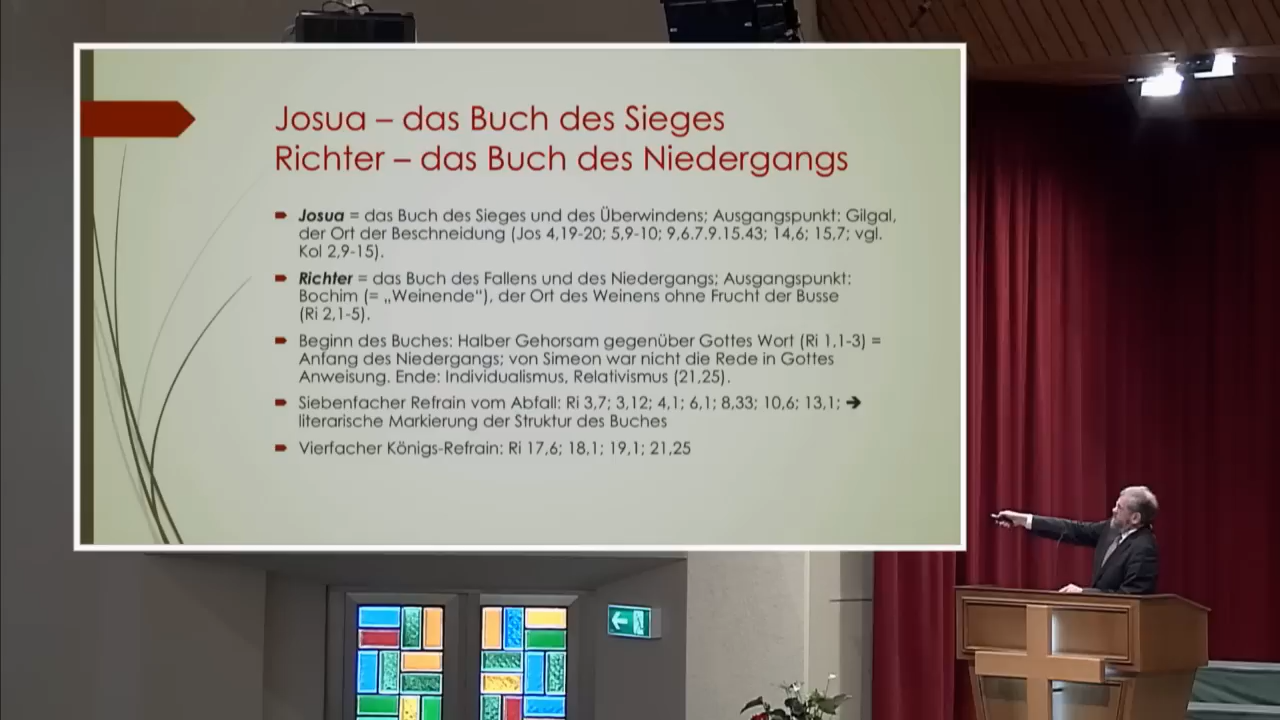 Josua – das Buch des Sieges
Richter – das Buch des Niedergangs
Josua = das Buch des Sieges und des Überwindens; Ausgangspunkt: Gilgal,
der Ort der Beschneidung (Jos 4,19-20; 5,9-10; 9,6.7.9.15.43; 14,6; 15,7; vgl.
Kol 2,9-15).
Richter = das Buch des Fallens und des Niedergangs; Ausgangspunkt:
Bochim (= „Weinende“), der Ort des Weinens ohne Frucht der Busse
(Ri 2,1-5).
Beginn des Buches: Halber Gehorsam gegenüber Gottes Wort (Ri 1,1-3) =
Anfang des Niedergangs; von Simeon war nicht die Rede in Gottes
Anweisung. Ende: Individualismus, Relativismus (21,25).
Siebenfacher Refrain vom Abfall: Ri 3,7; 3,12; 4,1; 6,1; 8,33; 10,6; 13,1; ➔
literarische Markierung der Struktur des Buches
Vierfacher Königs-Refrain: Ri 17,6; 18,1; 19,1; 21,25